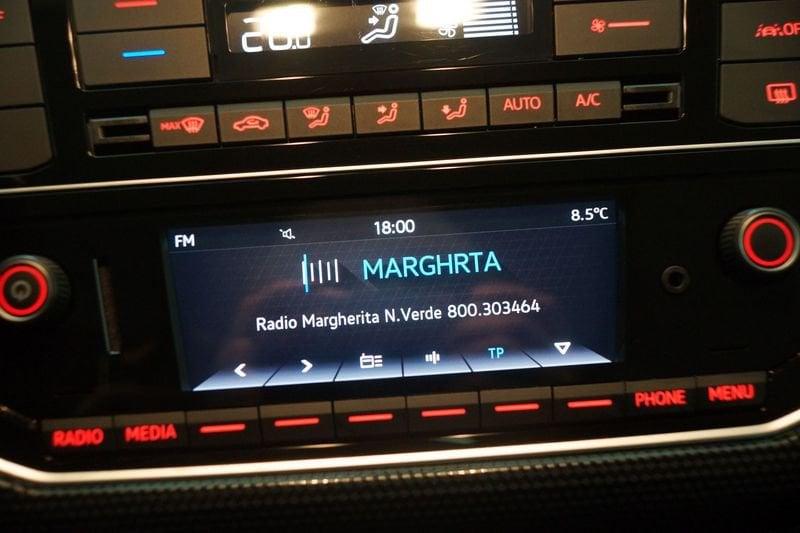 20.0
MAX
AUTO
A/C
OFF
FM 18:00 8.5°C
MARGHRTA
Radio Margherita N.Verde 800.303464
TP
RADIO MEDIA PHONE MENU